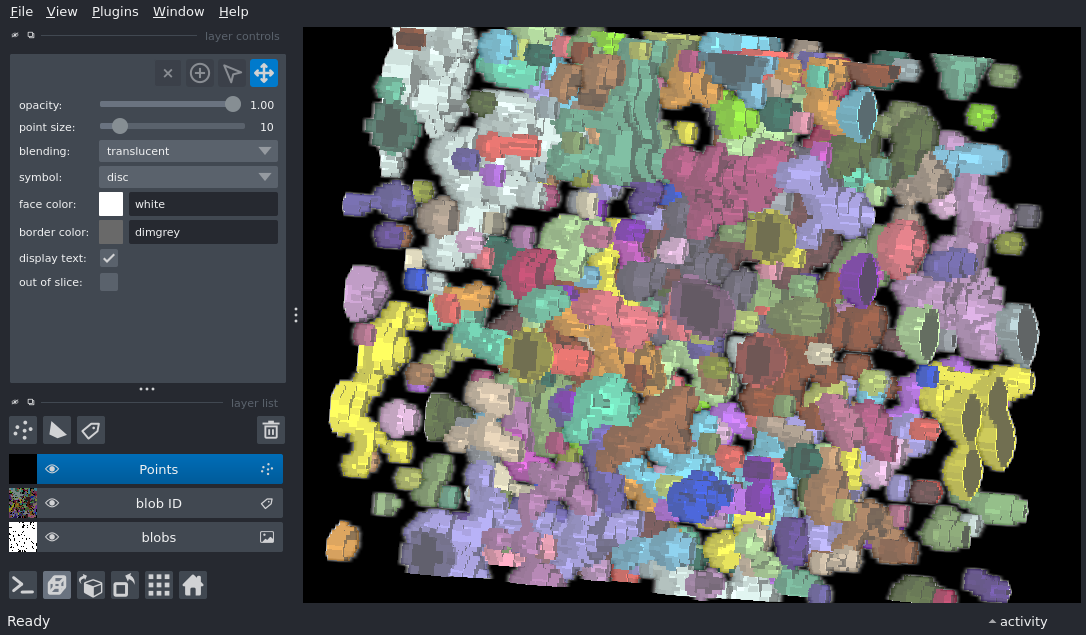 File View Plugins Window Help
layer controls
opacity: 1.00
point size: 10
blending: translucent
symbol: disc
face color: white
border color: dimgrey
display text:
out of slice:
layer list
Points
blob ID
blobs
Ready activity